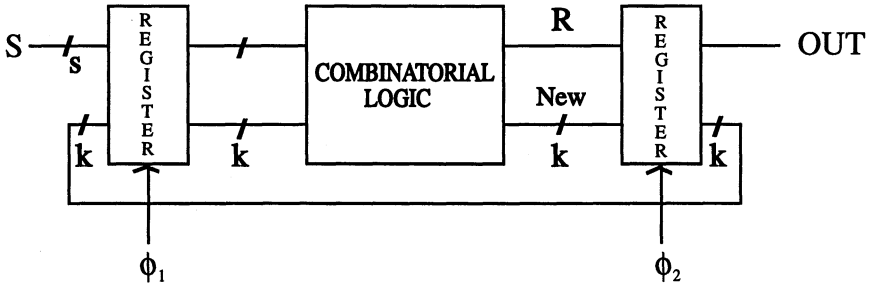 S
s
k
REGISTER
k
COMBINATORIAL
LOGIC
R
New
k
REGISTER
k
OUT
ϕ₁
ϕ₂